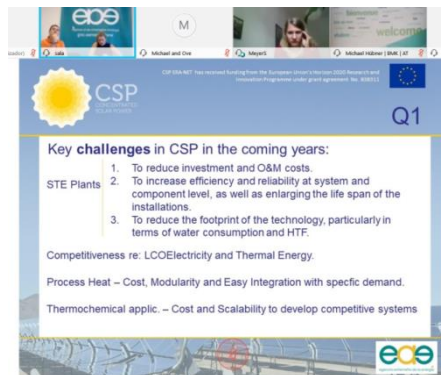 eae
welcome
M
sala
Michael and Ove
MeyerS
Michael Hübner | BMK | AT
CSP ERA-NET has received funding from the European Union's Horizon 2020 Research and
Innovation Programme under grant agreement No. 838311
CSP
CONCENTRATED
SOLAR POWER
Q1
Key challenges in CSP in the coming years:
STE Plants
1. To reduce investment and O&M costs.
2. To increase efficiency and reliability at system and
component level, as well as enlarging the life span of the
installations.
3. To reduce the footprint of the technology, particularly in
terms of water consumption and HTF.
Competitiveness re: LCOElectricity and Thermal Energy.
Process Heat – Cost, Modularity and Easy Integration with specfic demand.
Thermochemical applic. – Cost and Scalability to develop competitive systems
eae